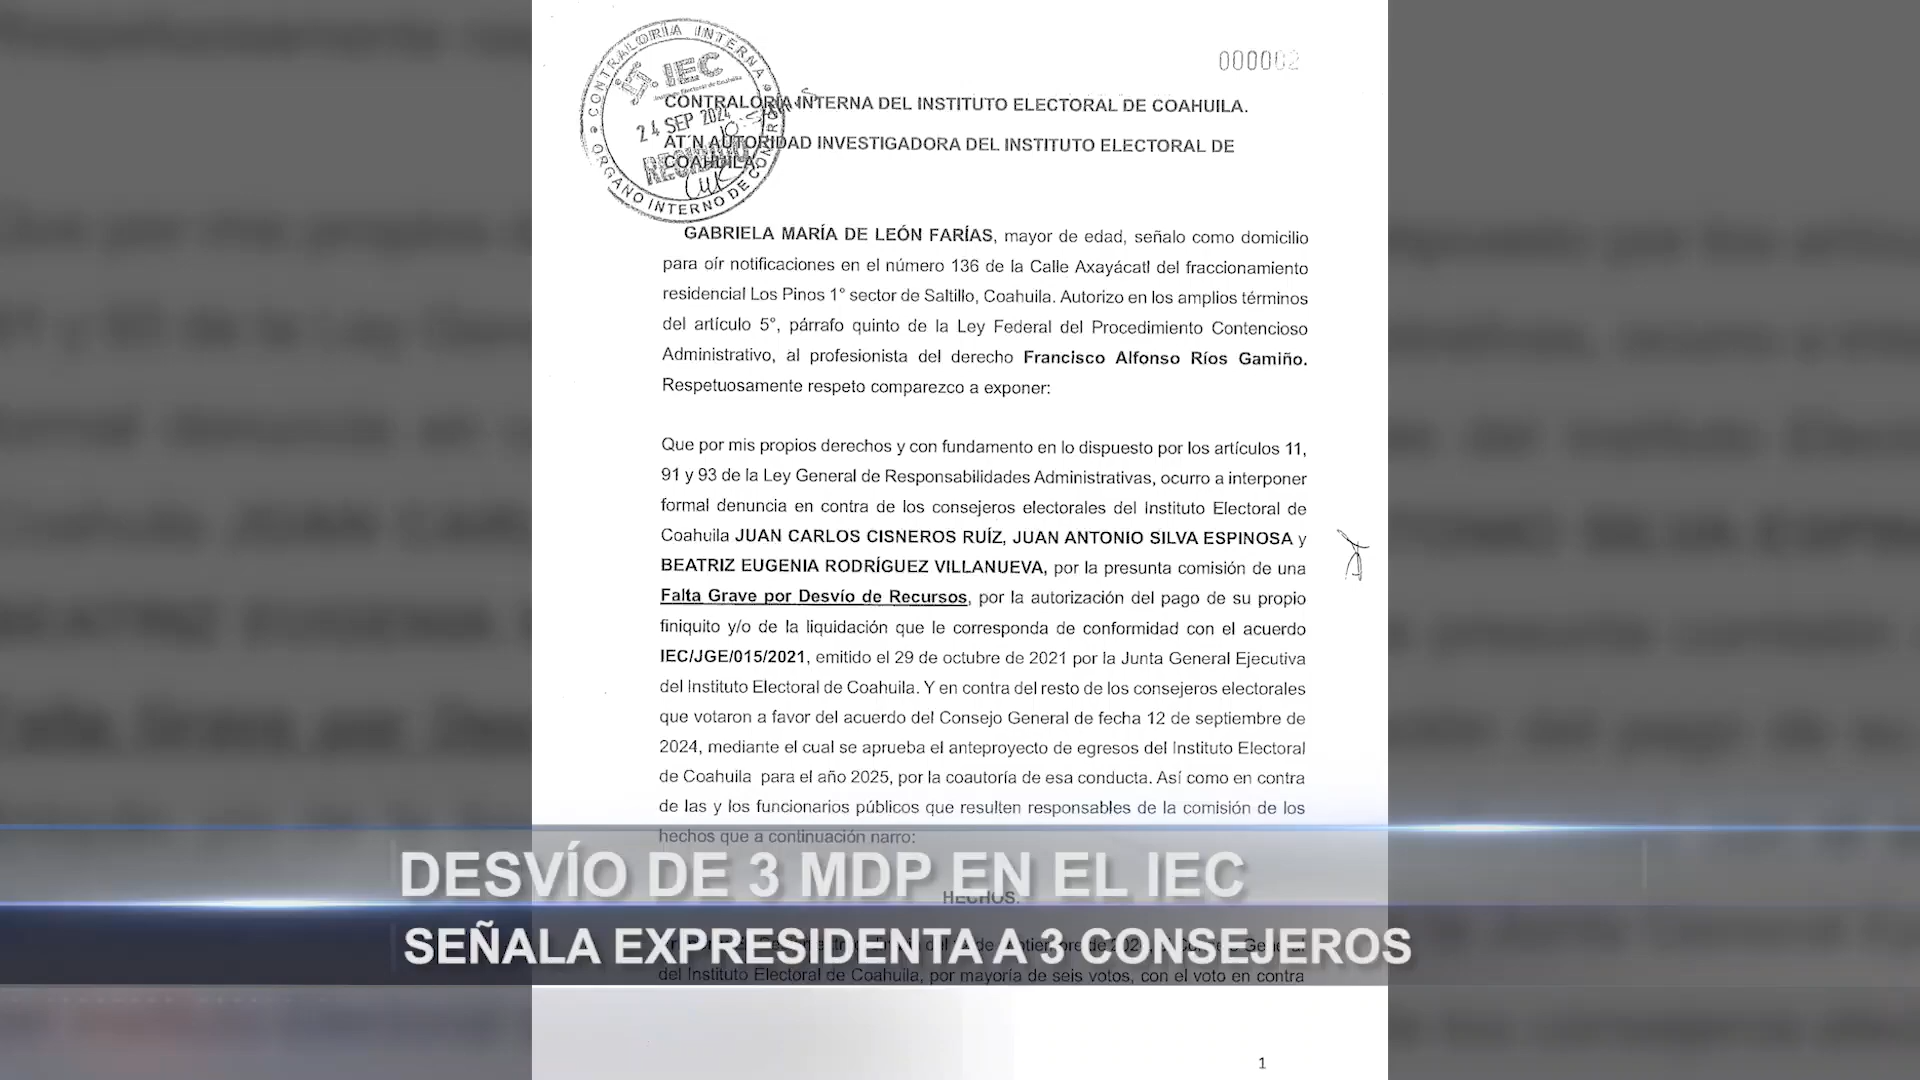 CONTRALORÍA INTERNA
IEC
Instituto Electoral de Coahuila
24 SEP 2024
RECIBIDO
ORGANO INTERNO DE CONTROL
000002
CONTRALORÍA INTERNA DEL INSTITUTO ELECTORAL DE COAHUILA.
AT´N AUTORIDAD INVESTIGADORA DEL INSTITUTO ELECTORAL DE
COAHUILA.
GABRIELA MARÍA DE LEÓN FARÍAS, mayor de edad, señalo como domicilio
para oír notificaciones en el número 136 de la Calle Axayácatl del fraccionamiento
residencial Los Pinos 1° sector de Saltillo, Coahuila. Autorizo en los amplios términos
del artículo 5°, párrafo quinto de la Ley Federal del Procedimiento Contencioso
Administrativo, al profesionista del derecho Francisco Alfonso Ríos Gamiño.
Respetuosamente respeto comparezco a exponer:
Que por mis propios derechos y con fundamento en lo dispuesto por los artículos 11,
91 y 93 de la Ley General de Responsabilidades Administrativas, ocurro a interponer
formal denuncia en contra de los consejeros electorales del Instituto Electoral de
Coahuila JUAN CARLOS CISNEROS RUÍZ, JUAN ANTONIO SILVA ESPINOSA y
BEATRIZ EUGENIA RODRÍGUEZ VILLANUEVA, por la presunta comisión de una
Falta Grave por Desvío de Recursos, por la autorización del pago de su propio
finiquito y/o de la liquidación que le corresponda de conformidad con el acuerdo
IEC/JGE/015/2021, emitido el 29 de octubre de 2021 por la Junta General Ejecutiva
del Instituto Electoral de Coahuila. Y en contra del resto de los consejeros electorales
que votaron a favor del acuerdo del Consejo General de fecha 12 de septiembre de
2024, mediante el cual se aprueba el anteproyecto de egresos del Instituto Electoral
de Coahuila para el año 2025, por la coautoría de esa conducta. Así como en contra
de las y los funcionarios públicos que resulten responsables de la comisión de los
hechos que a continuación narro:
DESVÍO DE 3 MDP EN EL IEC
HECHOS.
SEÑALA EXPRESIDENTA A 3 CONSEJEROS
del Instituto Electoral de Coahuila, por mayoría de seis votos, con el voto en contra
1